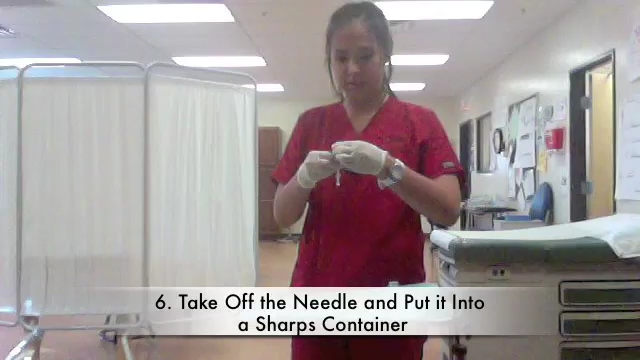 6. Take Off the Needle and Put it Into
a Sharps Container